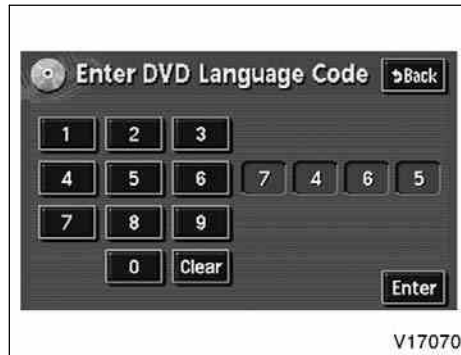 Enter DVD Language Code Back
1 2 3
4 5 6 7 4 6 5
7 8 9
0 Clear
Enter
V17070